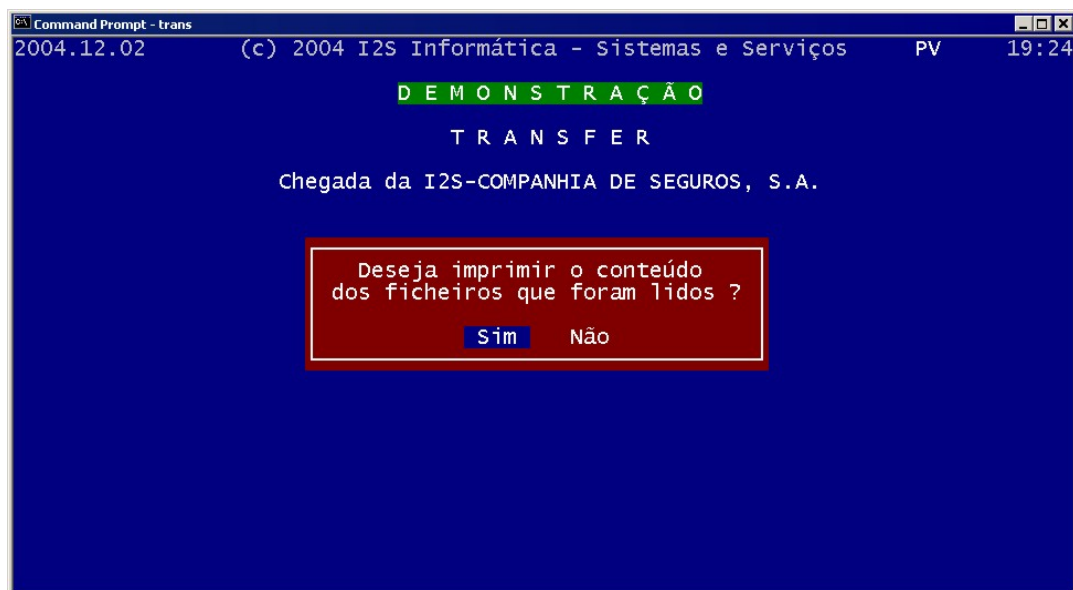 Command Prompt - trans
2004.12.02 (c) 2004 I2S Informática - Sistemas e Serviços PV 19:24
D E M O N S T R A Ç Ã O
T R A N S F E R
Chegada da I2S-COMPANHIA DE SEGUROS, S.A.
Deseja imprimir o conteúdo
dos ficheiros que foram lidos ?
Sim Não